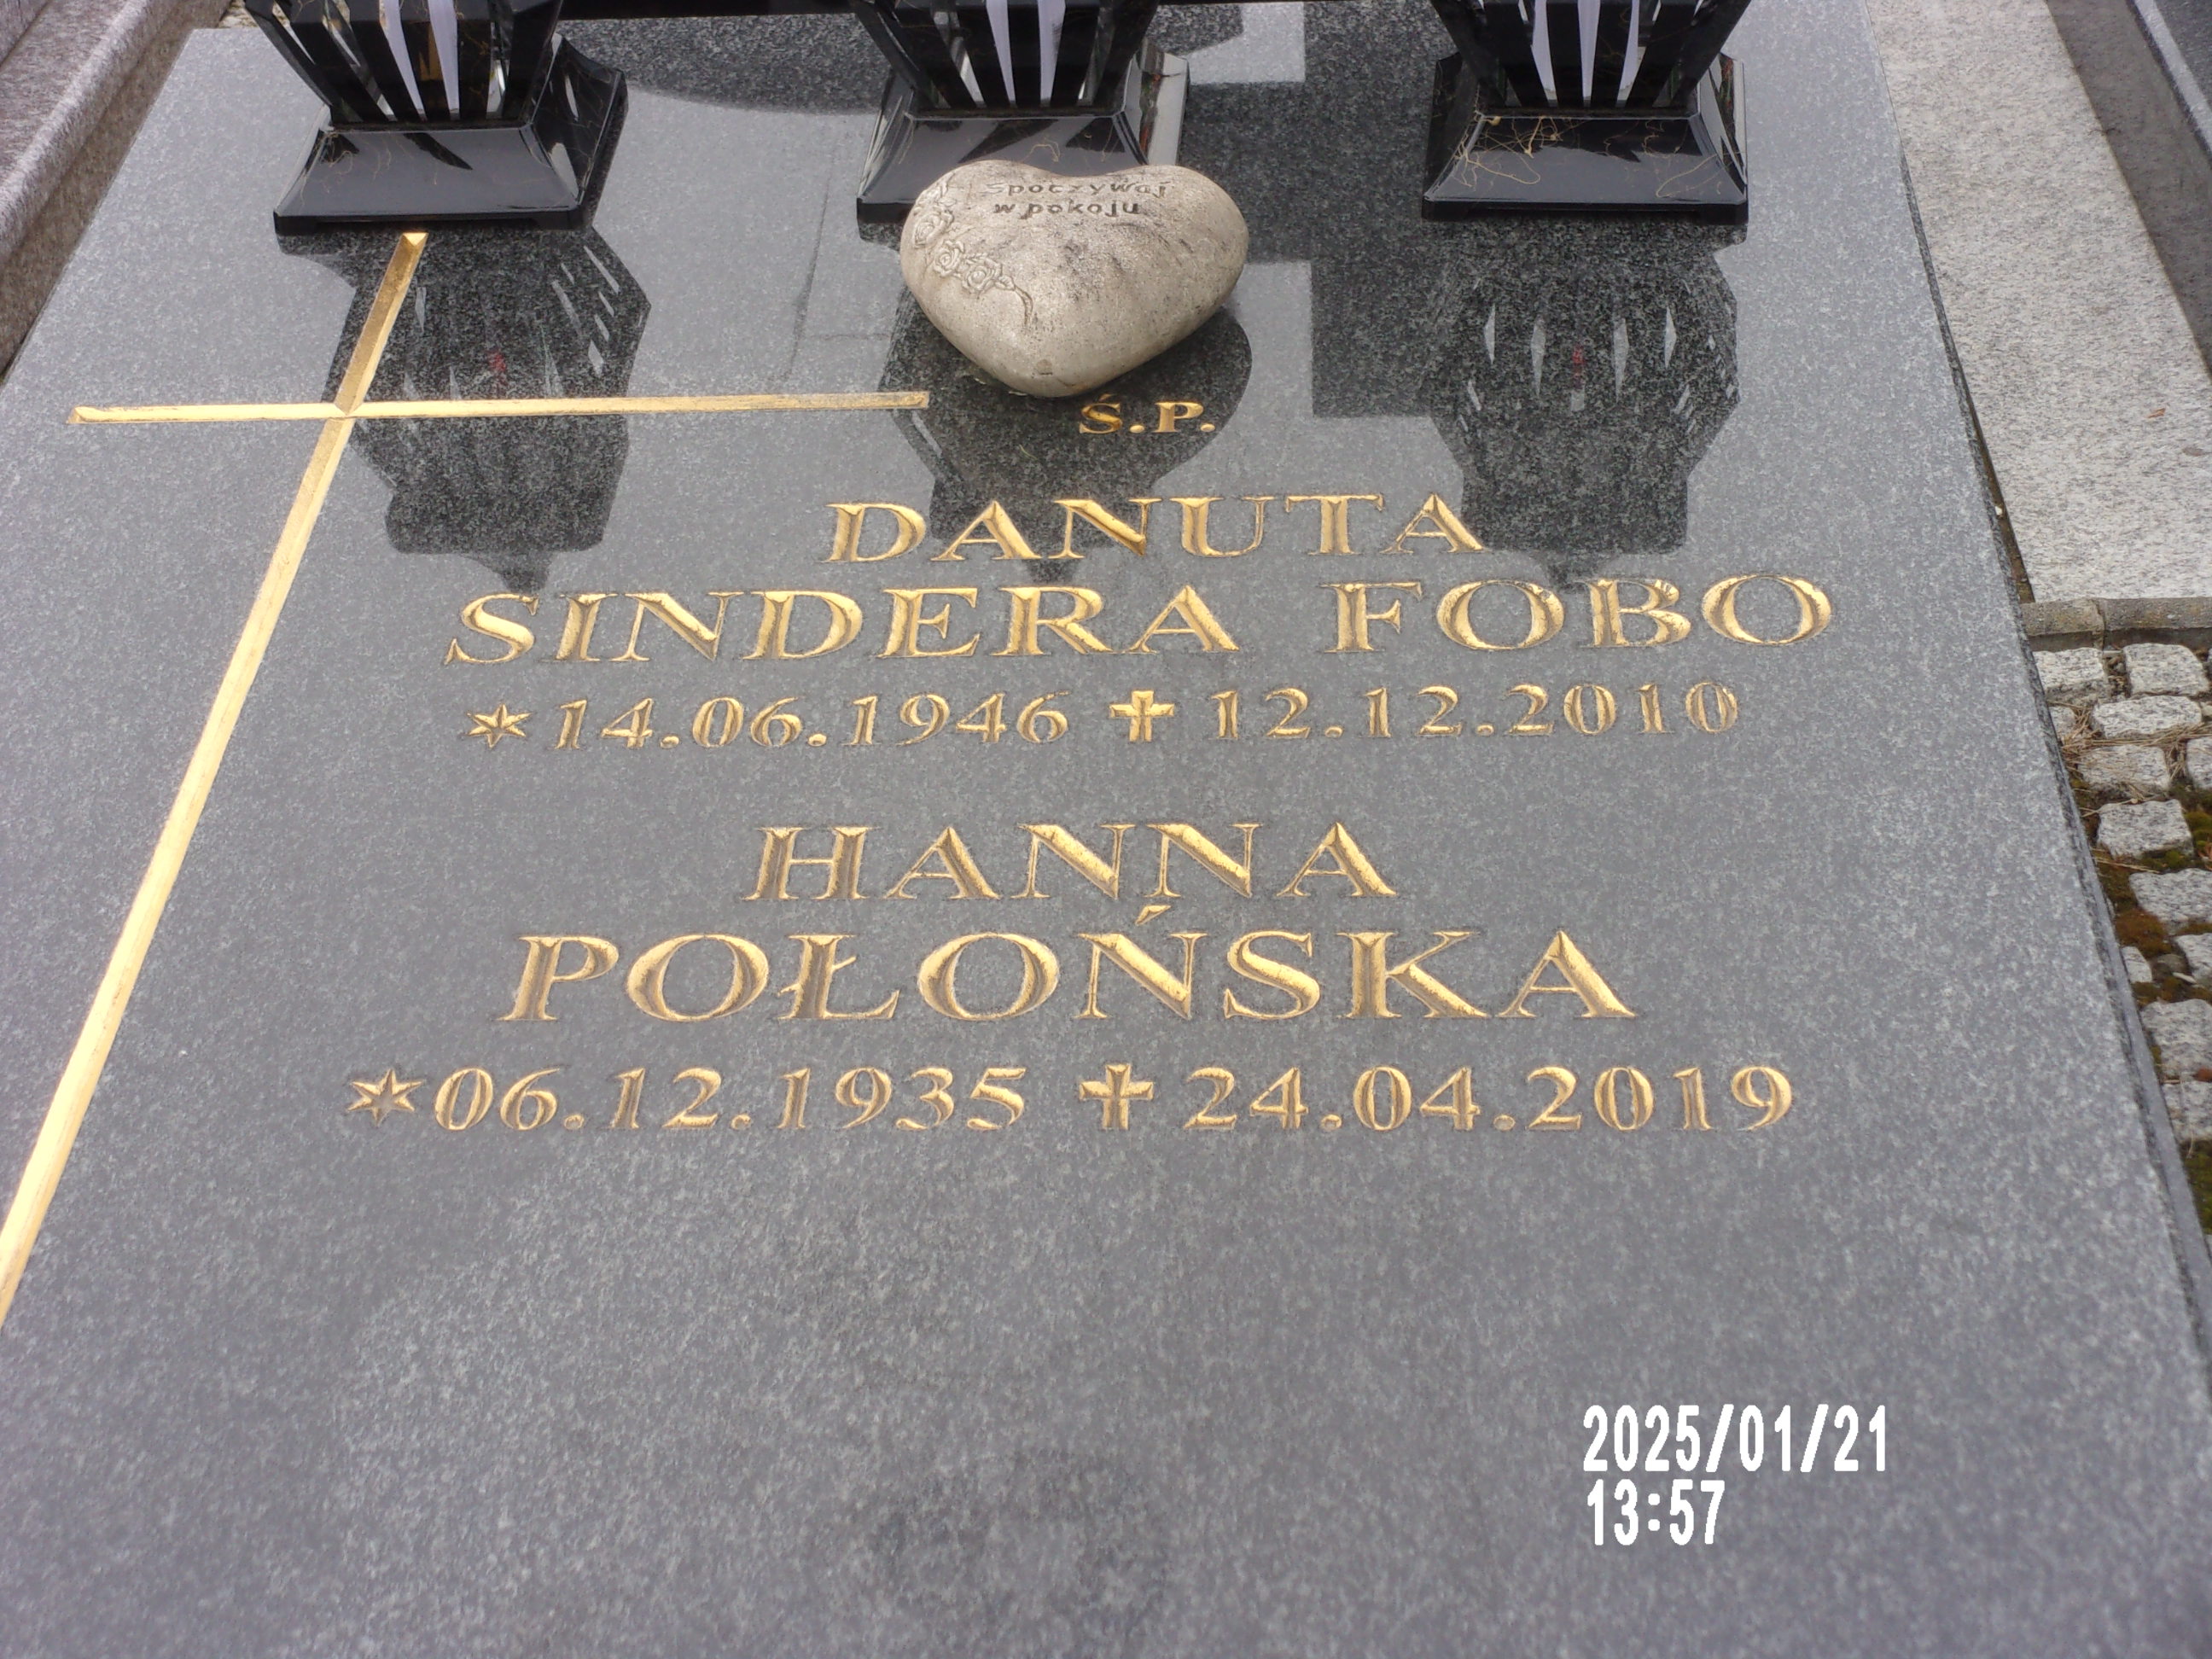 Spoczywaj
w pokoju
Ś.P.
DANUTA
SINDERA FOBO
*14.06.1946 ✝ 12.12.2010
HANNA
POŁOŃSKA
*06.12.1935 ✝ 24.04.2019
2025/01/21
13:57